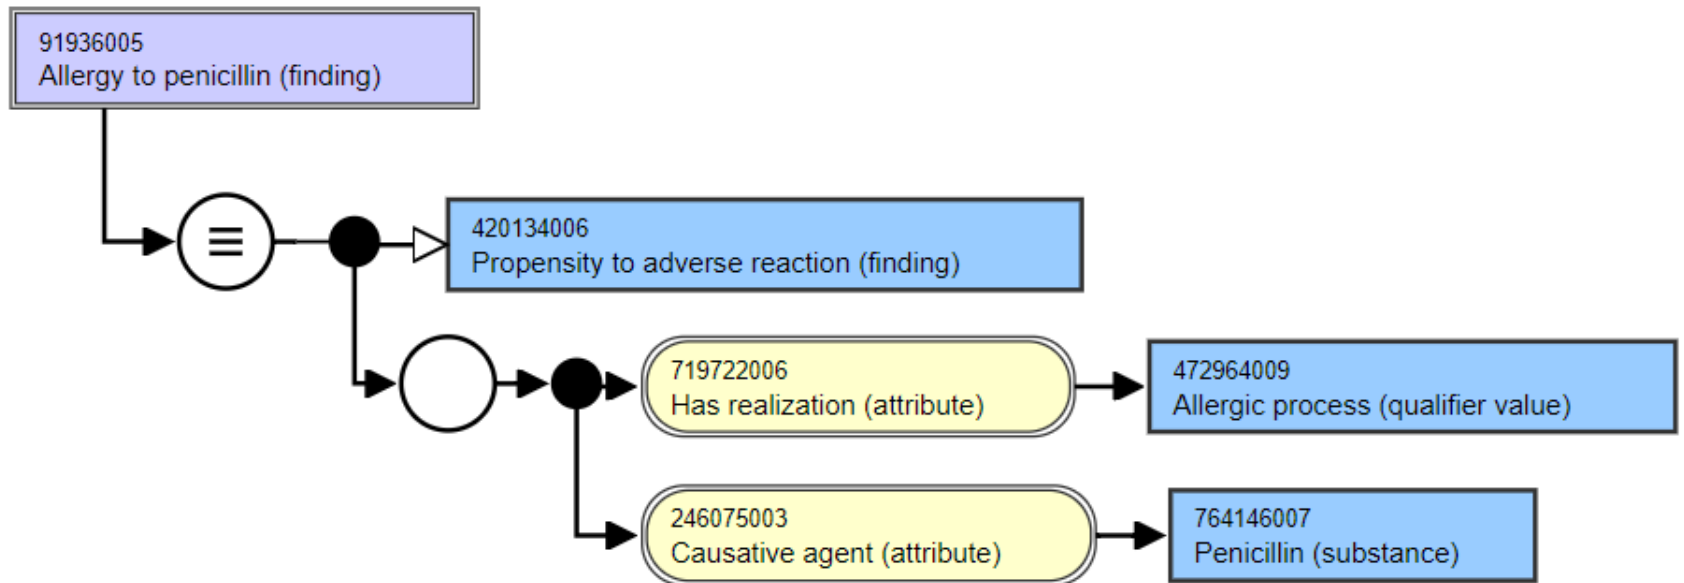 91936005
Allergy to penicillin (finding)
≡
420134006
Propensity to adverse reaction (finding)
719722006
Has realization (attribute)
472964009
Allergic process (qualifier value)
246075003
Causative agent (attribute)
764146007
Penicillin (substance)